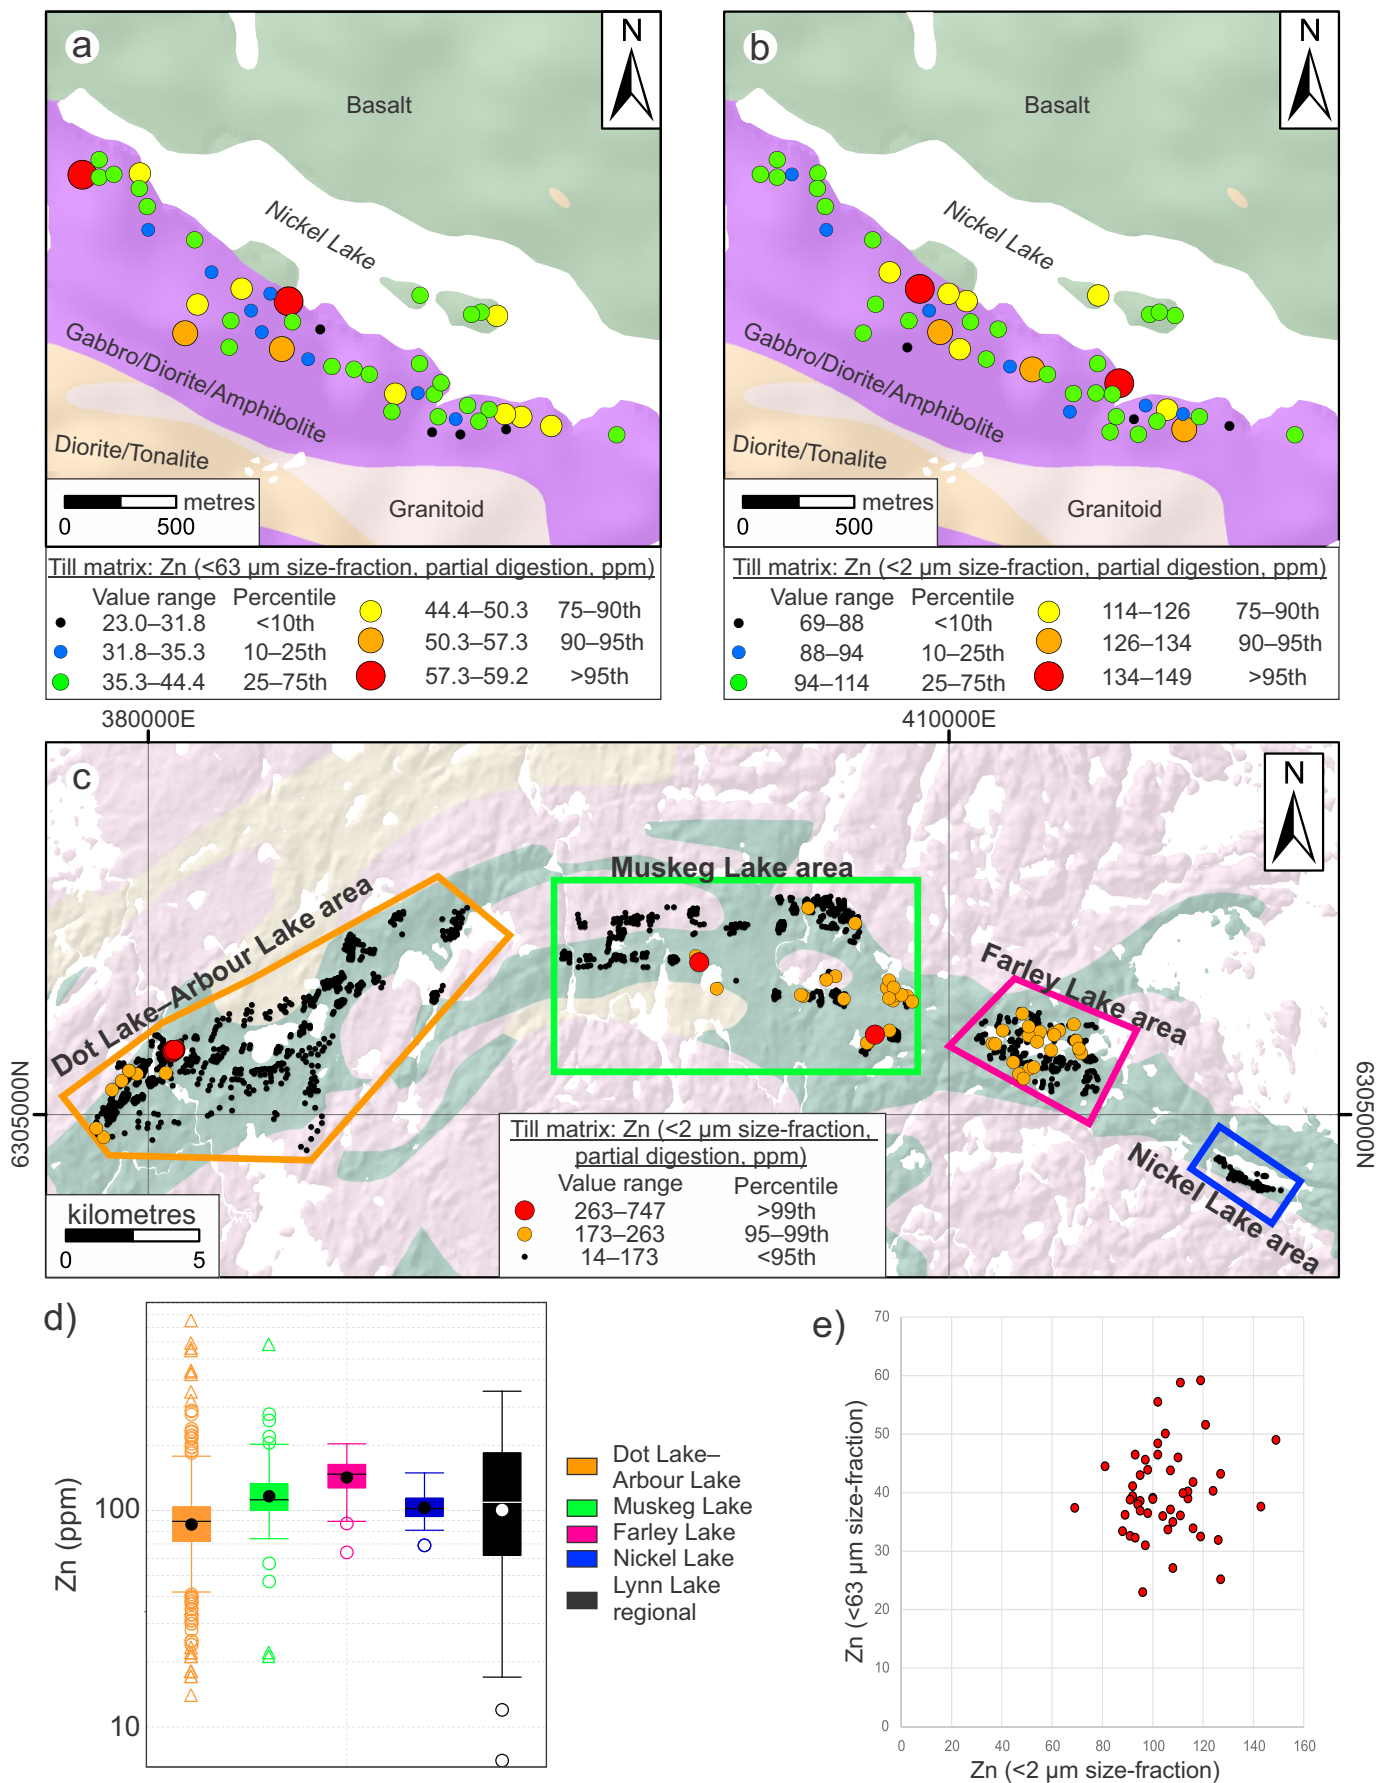 a
N
Basalt
Nickel Lake
Gabbro/Diorite/Amphibolite
Diorite/Tonalite
Granitoid
metres
0 500
Till matrix: Zn (<63 µm size-fraction, partial digestion, ppm)
Value range Percentile
23.0–31.8 <10th
31.8–35.3 10–25th
35.3–44.4 25–75th
44.4–50.3 75–90th
50.3–57.3 90–95th
57.3–59.2 >95th
b
N
Basalt
Nickel Lake
Gabbro/Diorite/Amphibolite
Diorite/Tonalite
Granitoid
metres
0 500
Till matrix: Zn (<2 µm size-fraction, partial digestion, ppm)
Value range Percentile
69–88 <10th
88–94 10–25th
94–114 25–75th
114–126 75–90th
126–134 90–95th
134–149 >95th
380000E 410000E
c
N
Dot Lake–Arbour Lake area
Muskeg Lake area
Farley Lake area
Nickel Lake area
6305000N
6305000N
kilometres
0 5
Till matrix: Zn (<2 µm size-fraction,
partial digestion, ppm)
Value range Percentile
263–747 >99th
173–263 95–99th
14–173 <95th
d)
Zn (ppm)
100
10
Dot Lake–
Arbour Lake
Muskeg Lake
Farley Lake
Nickel Lake
Lynn Lake
regional
e)
Zn (<63 µm size-fraction)
70
60
50
40
30
20
10
0
0 20 40 60 80 100 120 140 160
Zn (<2 µm size-fraction)